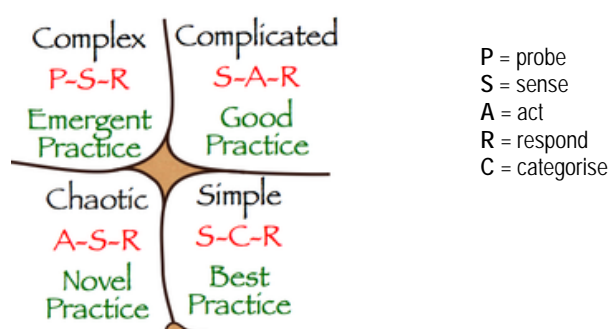 Complex
P-S-R
Emergent
Practice
Complicated
S-A-R
Good
Practice
Chaotic
A-S-R
Novel
Practice
Simple
S-C-R
Best
Practice
P = probe
S = sense
A = act
R = respond
C = categorise